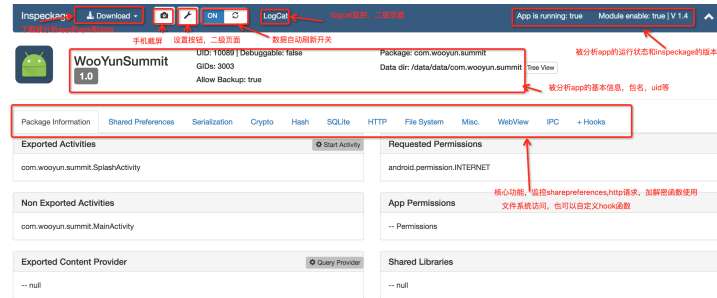 Inspeckage Download ON LogCat logcat监控，二级页面 App is running: true Module enable: true | V 1.4
手机截屏 设置按钮，二级页面 数据自动刷新开关 被分析app的运行状态和inspeckage的版本
WooYunSummit
1.0
UID: 10089 | Debuggable: false
GIDs: 3003
Allow Backup: true
Package: com.wooyun.summit
Data dir: /data/data/com.wooyun.summit Tree View
被分析app的基本信息，包名，uid等
Package Information Shared Preferences Serialization Crypto Hash SQLite HTTP File System Misc. WebView IPC + Hooks
Exported Activities Start Activity
com.wooyun.summit.SplashActivity
Requested Permissions
android.permission.INTERNET
核心功能，监控sharepreferences,http请求，加解密函数使用
文件系统访问，也可以自定义hook函数
Non Exported Activities
com.wooyun.summit.MainActivity
App Permissions
-- Permissions
Exported Content Provider Query Provider
-- null
Shared Libraries
-- null